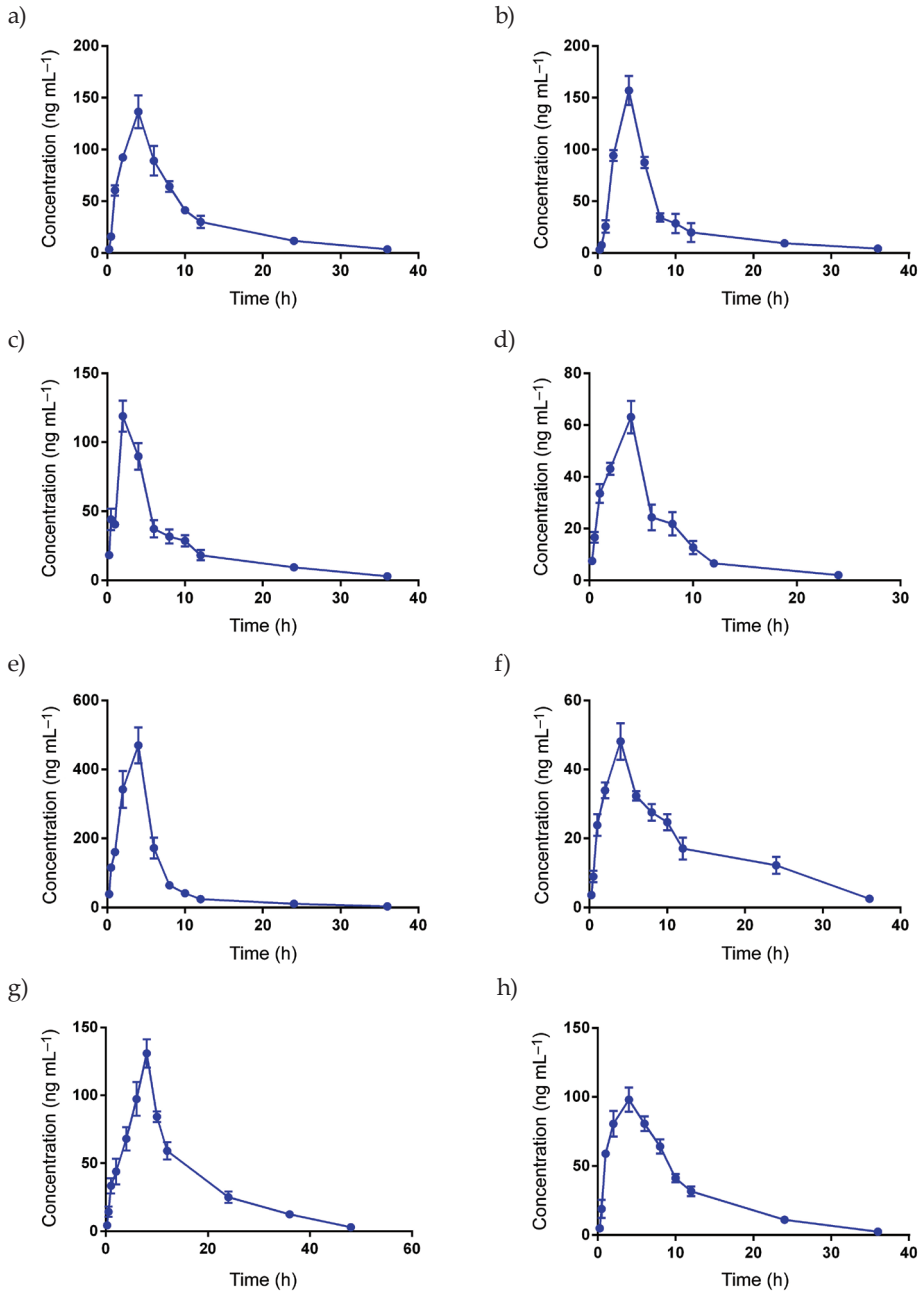 a)
Concentration (ng mL⁻¹)
200
150
100
50
0
0 10 20 30 40
Time (h)
b)
Concentration (ng mL⁻¹)
200
150
100
50
0
0 10 20 30 40
Time (h)
c)
Concentration (ng mL⁻¹)
150
100
50
0
0 10 20 30 40
Time (h)
d)
Concentration (ng mL⁻¹)
80
60
40
20
0
0 10 20 30
Time (h)
e)
Concentration (ng mL⁻¹)
600
400
200
0
0 10 20 30 40
Time (h)
f)
Concentration (ng mL⁻¹)
60
40
20
0
0 10 20 30 40
Time (h)
g)
Concentration (ng mL⁻¹)
150
100
50
0
0 20 40 60
Time (h)
h)
Concentration (ng mL⁻¹)
150
100
50
0
0 10 20 30 40
Time (h)